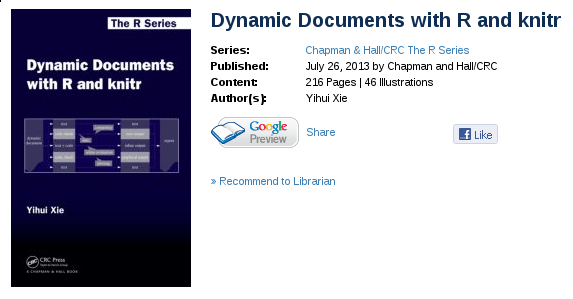 The R Series
Dynamic Documents
with R and knitr
Yihui Xie
CRC Press
A CHAPMAN & HALL BOOK
Dynamic Documents with R and knitr
Series: Chapman & Hall/CRC The R Series
Published: July 26, 2013 by Chapman and Hall/CRC
Content: 216 Pages | 46 Illustrations
Author(s): Yihui Xie
Google
Preview
Share
Like
» Recommend to Librarian